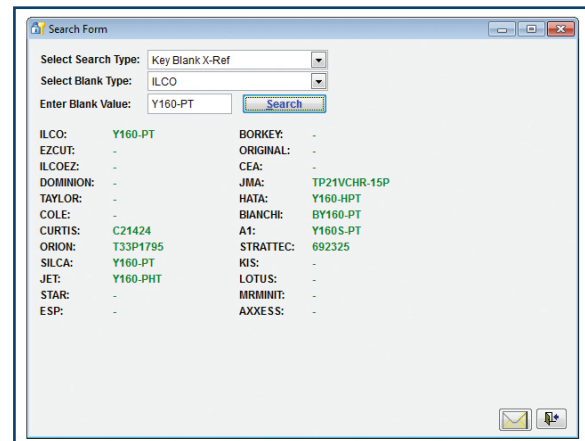 Search Form
Select Search Type: Key Blank X-Ref
Select Blank Type: ILCO
Enter Blank Value: Y160-PT Search
ILCO: Y160-PT BORKEY: -
EZCUT: - ORIGINAL: -
ILCOEZ: - CEA: -
DOMINION: - JMA: TP21VCHR-15P
TAYLOR: - HATA: Y160-HPT
COLE: - BIANCHI: BY160-PT
CURTIS: C21424 A1: Y160S-PT
ORION: T33P1795 STRATTEC: 692325
SILCA: Y160-PT KIS: -
JET: Y160-PHT LOTUS: -
STAR: - MRMINIT: -
ESP: - AXXESS: -